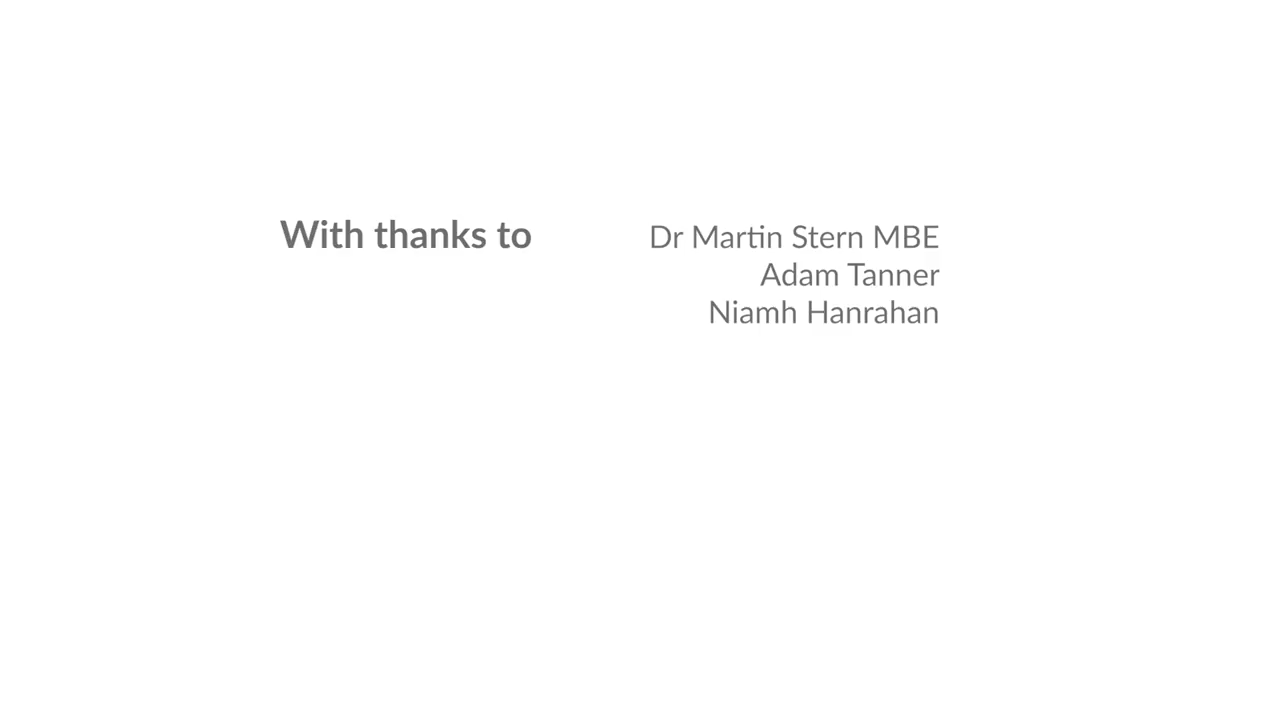 With thanks to
Dr Martin Stern MBE
Adam Tanner
Niamh Hanrahan